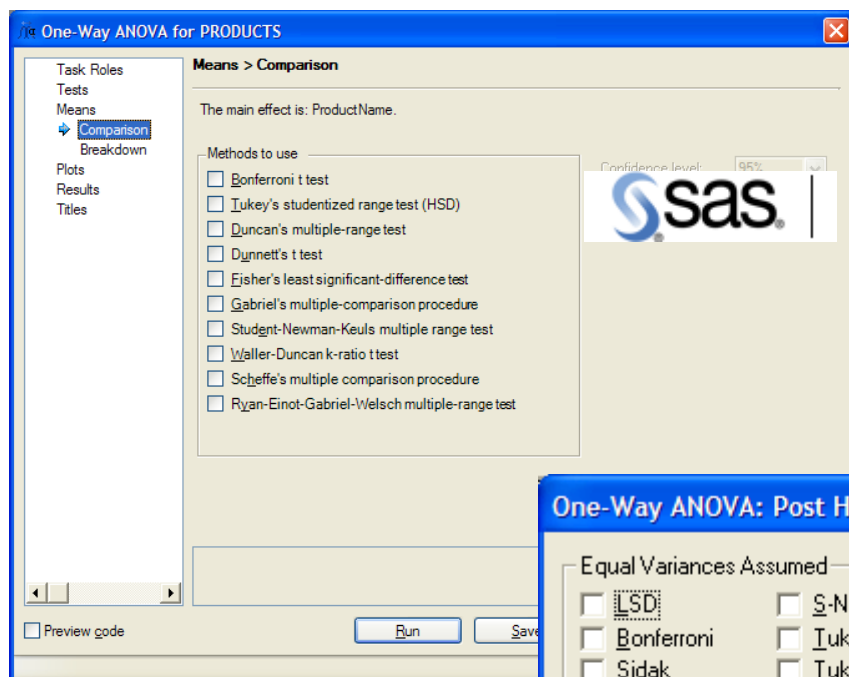 One-Way ANOVA for PRODUCTS
Task Roles
Tests
Means
Comparison
Breakdown
Plots
Results
Titles
Means > Comparison
The main effect is: ProductName.
Methods to use
Bonferroni t test
Tukey's studentized range test (HSD)
Duncan's multiple-range test
Dunnett's t test
Fisher's least significant-difference test
Gabriel's multiple-comparison procedure
Student-Newman-Keuls multiple range test
Waller-Duncan k-ratio t test
Scheffe's multiple comparison procedure
Ryan-Einot-Gabriel-Welsch multiple-range test
Confidence level: 95%
sas
Preview code
Run
Save
One-Way ANOVA: Post H
Equal Variances Assumed
LSD S-N
Bonferroni Tuk
Sidak Tuk